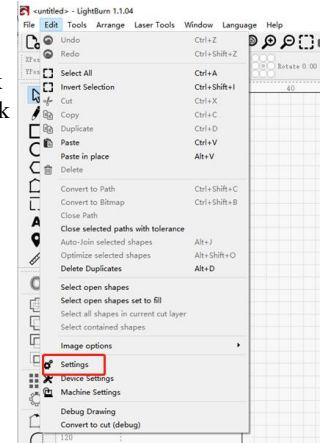 <untitled> - LightBurn 1.1.04
File Edit Tools Arrange Laser Tools Window Language Help
Undo Ctrl+Z
Redo Ctrl+Shift+Z
Select All Ctrl+A
Invert Selection Ctrl+Shift+I
Cut Ctrl+X
Copy Ctrl+C
Duplicate Ctrl+D
Paste Ctrl+V
Paste in place Alt+V
Delete
Convert to Path Ctrl+Shift+C
Convert to Bitmap Ctrl+Shift+B
Close Path
Close selected paths with tolerance
Auto-Join selected shapes Alt+J
Optimize selected shapes Alt+Shift+O
Delete Duplicates Alt+D
Select open shapes
Select open shapes set to fill
Select all shapes in current cut layer
Select contained shapes
Image options
Settings
Device Settings
Machine Settings
Debug Drawing
Convert to cut (debug)
Rotate 0.00
40
120
k